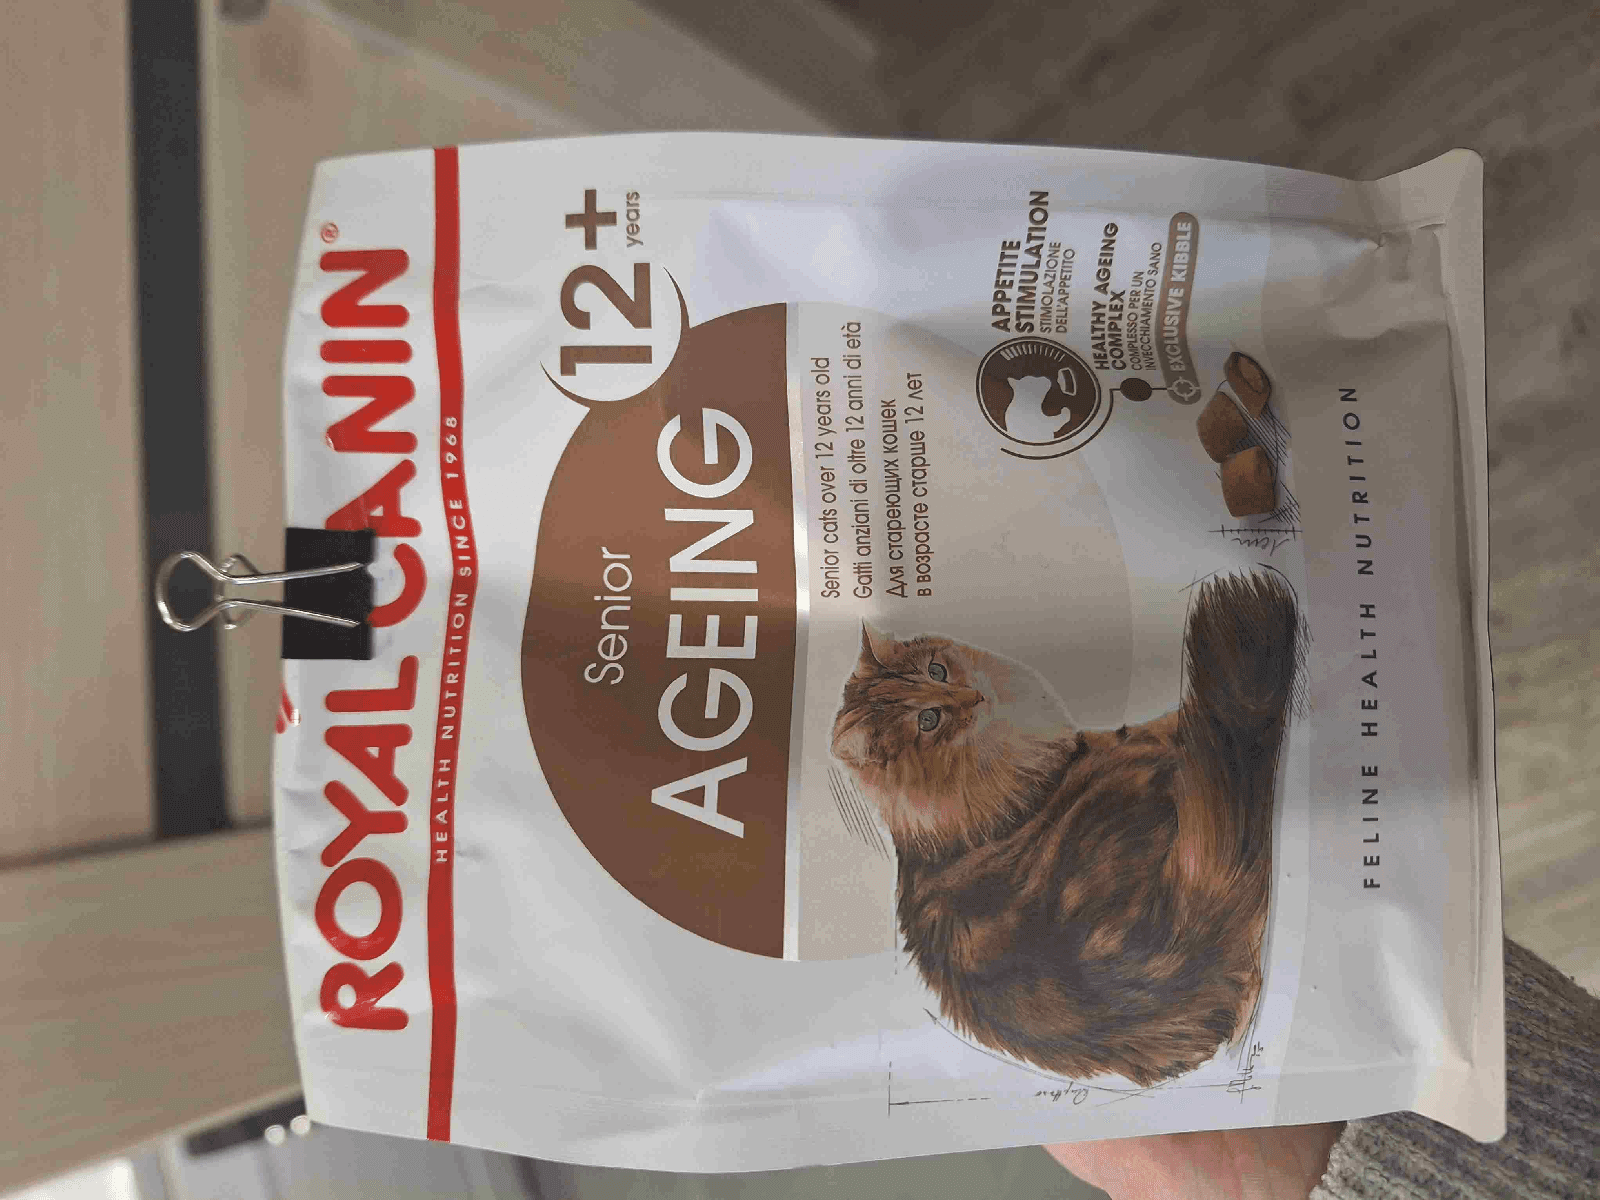 ROYAL CANIN®
HEALTH NUTRITION SINCE 1968
12+
years
Senior
AGEING
Senior cats over 12 years old
Gatti anziani di oltre 12 anni di età
Для стареющих кошек
в возрасте старше 12 лет
APPETITE
STIMULATION
STIMOLAZIONE
DELL'APPETITO
HEALTHY AGEING
COMPLEX
COMPLESSO PER UN
INVECCHIAMENTO SANO
EXCLUSIVE KIBBLE
FELINE HEALTH NUTRITION